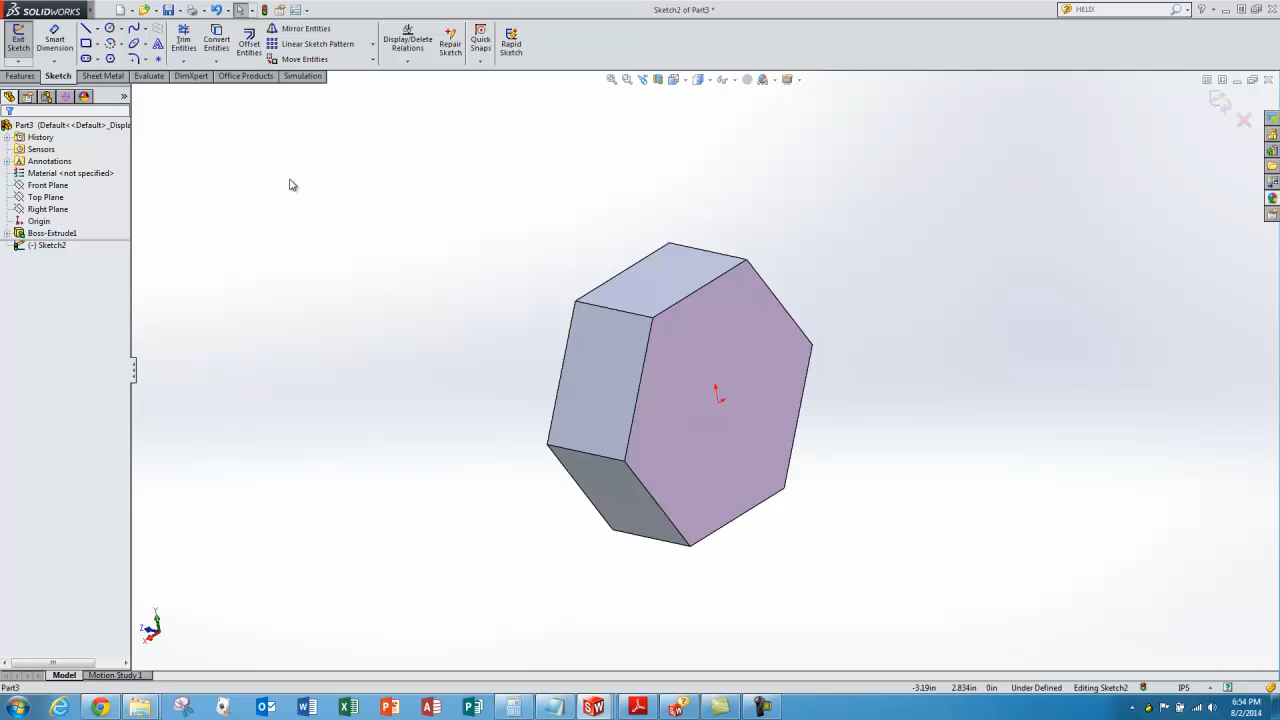 SOLIDWORKS
Sketch2 of Part3 *
HELIX
Exit Sketch
Smart Dimension
Trim Entities
Convert Entities
Offset Entities
Mirror Entities
Linear Sketch Pattern
Move Entities
Display/Delete Relations
Repair Sketch
Quick Snaps
Rapid Sketch
Features
Sketch
Sheet Metal
Evaluate
DimXpert
Office Products
Simulation
Part3 (Default<<Default>_Displa
History
Sensors
Annotations
Material <not specified>
Front Plane
Top Plane
Right Plane
Origin
Boss-Extrude1
(-) Sketch2
Y
Z
X
Model
Motion Study 1
Part3
-3.19in
2.834in
0in
Under Defined
Editing Sketch2
IPS
6:54 PM
8/2/2014